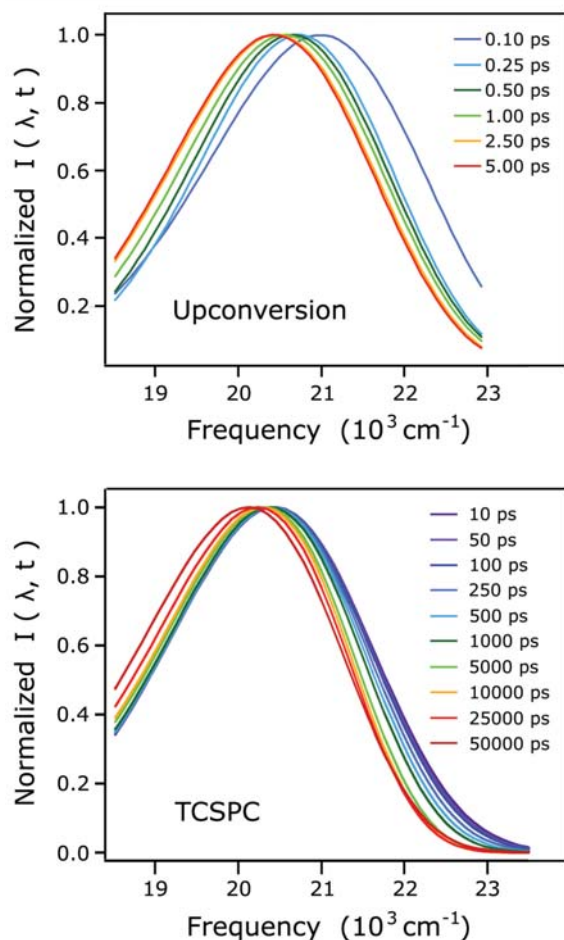 Normalized I ( λ, t )
1.0
0.8
0.6
0.4
0.2
0.10 ps
0.25 ps
0.50 ps
1.00 ps
2.50 ps
5.00 ps
Upconversion
19 20 21 22 23
Frequency (10³ cm⁻¹)
Normalized I ( λ, t )
1.0
0.8
0.6
0.4
0.2
0.0
10 ps
50 ps
100 ps
250 ps
500 ps
1000 ps
5000 ps
10000 ps
25000 ps
50000 ps
TCSPC
19 20 21 22 23
Frequency (10³ cm⁻¹)